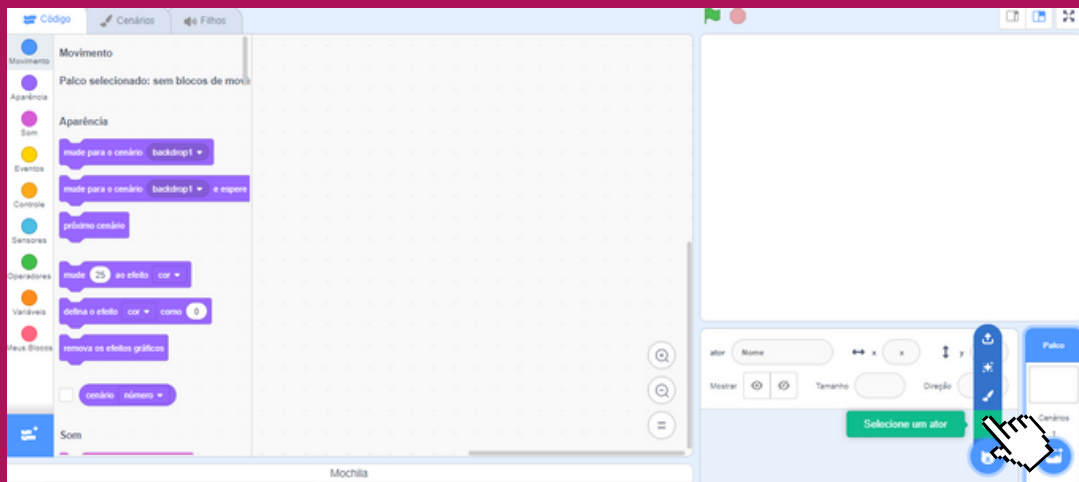 Código
Cenários
Filhos
Movimento
Aparência
Som
Eventos
Controle
Sensores
Operadores
Variáveis
Meus Blocos
Movimento
Palco selecionado: sem blocos de
Aparência
mude para o cenário backdrop1
mude para o cenário backdrop1 e espere
próximo cenário
mude 25 ao efeito cor
defina o efeito cor como 0
remova os efeitos gráficos
cenário número
Som
ator Nome x x y
Mostrar Tamanho Direção
Selecione um ator
Palco
Cenários
1
Mochila